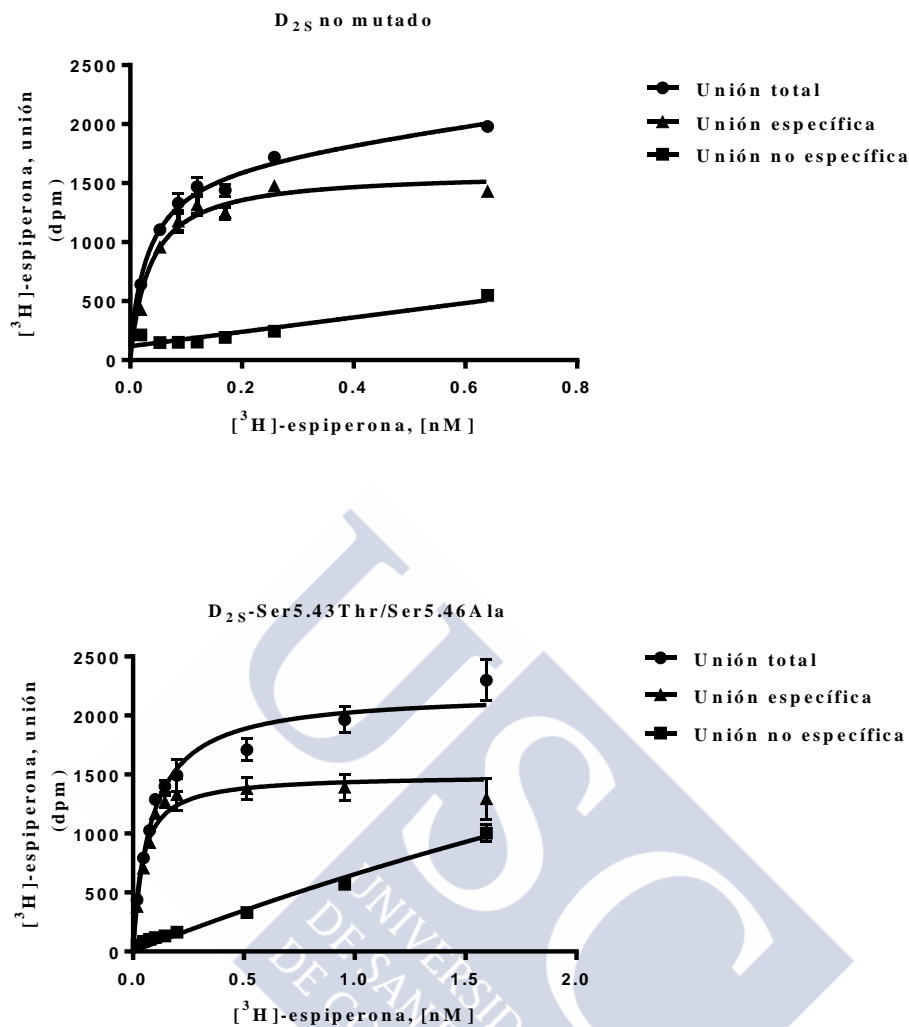 D2S no mutado
2500
2000
1500
1000
500
0
[3H]-espiperona, unión
(dpm)
0.0 0.2 0.4 0.6 0.8
[3H]-espiperona, [nM]
Unión total
Unión específica
Unión no específica
D2S-Ser5.43Thr/Ser5.46Ala
2500
2000
1500
1000
500
0
[3H]-espiperona, unión
(dpm)
0.0 0.5 1.0 1.5 2.0
[3H]-espiperona, [nM]
Unión total
Unión específica
Unión no específica
USC
DE